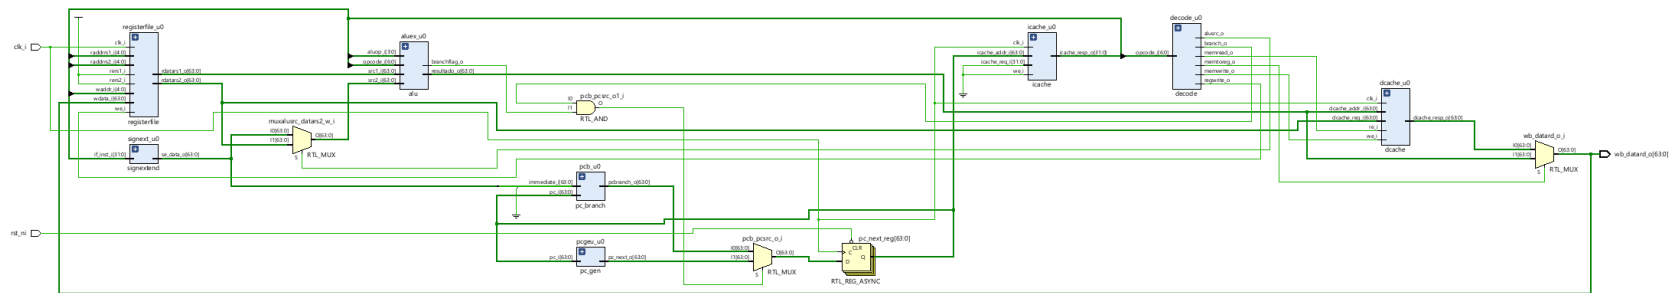 clk_i
rst_ni
registerfile_u0
clk_i
raddrs1_i[4:0]
raddrs2_i[4:0]
rers1_i
rers2_i
waddr_i[4:0]
wdata_i[63:0]
we_i
rdatars1_o[63:0]
rdatars2_o[63:0]
registerfile
signext_u0
if_inst_i[31:0]
se_data_o[63:0]
signextend
muxalusrc_datars2_w_i
I0[63:0]
I1[63:0]
S
O[63:0]
RTL_MUX
aluex_u0
aluop_i[3:0]
opcode_i[6:0]
src1_i[63:0]
src2_i[63:0]
branchflag_o
resultado_o[63:0]
alu
pcb_pcsrc_o1_i
I0
I1
O
RTL_AND
pcb_u0
immediate_i[63:0]
pc_i[63:0]
pcbranch_o[63:0]
pc_branch
pcgeu_u0
pc_i[63:0]
pc_next_o[63:0]
pc_gen
pcb_pcsrc_o_i
I0[63:0]
I1[63:0]
S
O[63:0]
RTL_MUX
pc_next_reg[63:0]
CLR
C
D
Q
RTL_REG_ASYNC
icache_u0
clk_i
icache_addr_i[63:0]
icache_req_i[31:0]
we_i
icache_resp_o[31:0]
icache
decode_u0
opcode_i[6:0]
alusrc_o
branch_o
memread_o
memtoreg_o
memwrite_o
regwrite_o
decode
dcache_u0
clk_i
dcache_addr_i[63:0]
dcache_req_i[63:0]
re_i
we_i
dcache_resp_o[63:0]
dcache
wb_datard_o_i
I0[63:0]
I1[63:0]
S
O[63:0]
RTL_MUX
wb_datard_o[63:0]